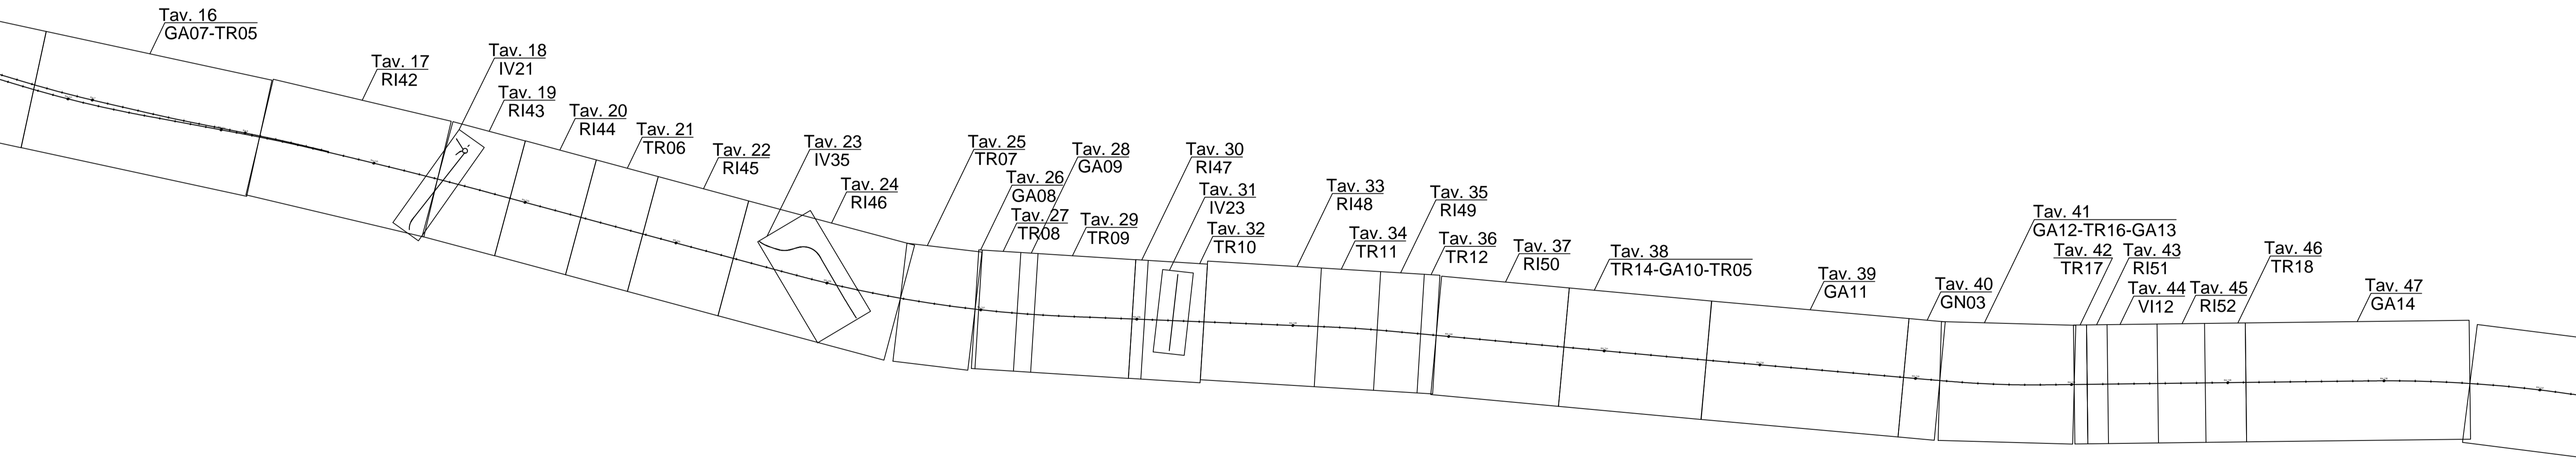 Tav. 16
GA07-TR05
Tav. 17
RI42
Tav. 18
IV21
Tav. 19
RI43
Tav. 20
RI44
Tav. 21
TR06
Tav. 22
RI45
Tav. 23
IV35
Tav. 24
RI46
Tav. 25
TR07
Tav. 26
GA08
Tav. 27
TR08
Tav. 28
GA09
Tav. 29
TR09
Tav. 30
RI47
Tav. 31
IV23
Tav. 32
TR10
Tav. 33
RI48
Tav. 34
TR11
Tav. 35
RI49
Tav. 36
TR12
Tav. 37
RI50
Tav. 38
TR14-GA10-TR05
Tav. 39
GA11
Tav. 40
GN03
Tav. 41
GA12-TR16-GA13
Tav. 42
TR17
Tav. 43
RI51
Tav. 44
VI12
Tav. 45
RI52
Tav. 46
TR18
Tav. 47
GA14